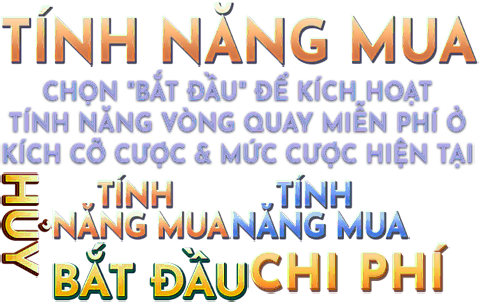 TÍNH NĂNG MUA
CHỌN "BẮT ĐẦU" ĐỂ KÍCH HOẠT
TÍNH NĂNG VÒNG QUAY MIỄN PHÍ Ở
KÍCH CỠ CƯỢC & MỨC CƯỢC HIỆN TẠI
HỦY
TÍNH
NĂNG MUA
TÍNH
NĂNG MUA
BẮT ĐẦU
CHI PHÍ